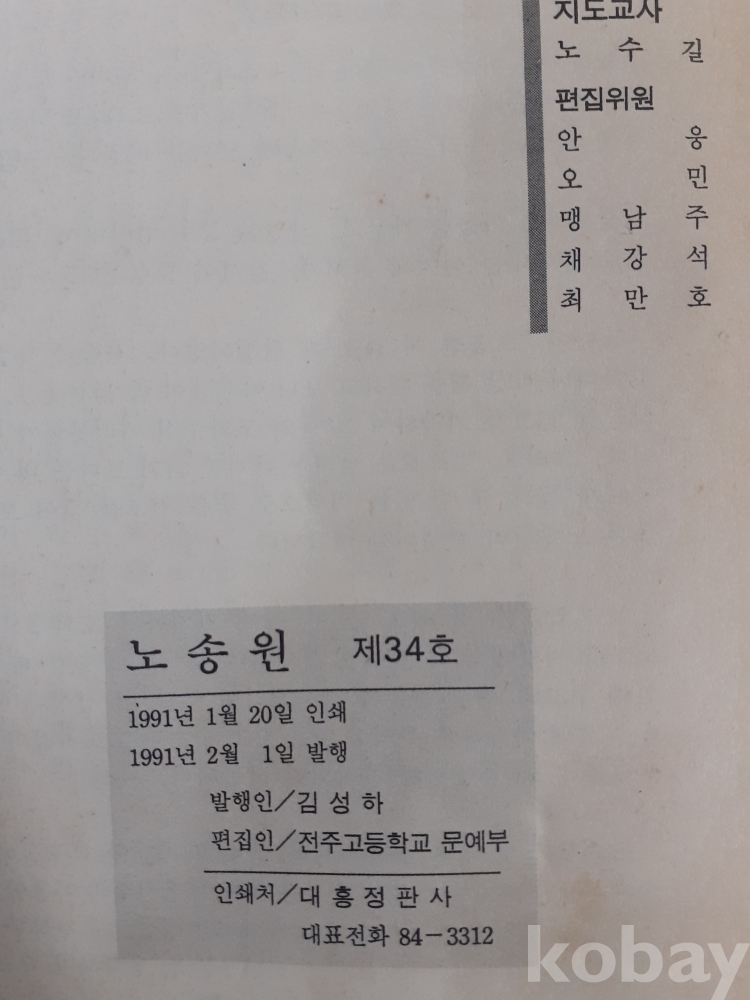 지도교사
노 수 길
편집위원
안 웅
오 민
맹 남 주
채 강 석
최 만 호
노송원 제34호
1991년 1월 20일 인쇄
1991년 2월 1일 발행
발행인/김성하
편집인/전주고등학교 문예부
인쇄처/대흥정판사
대표전화 84-3312
kobay